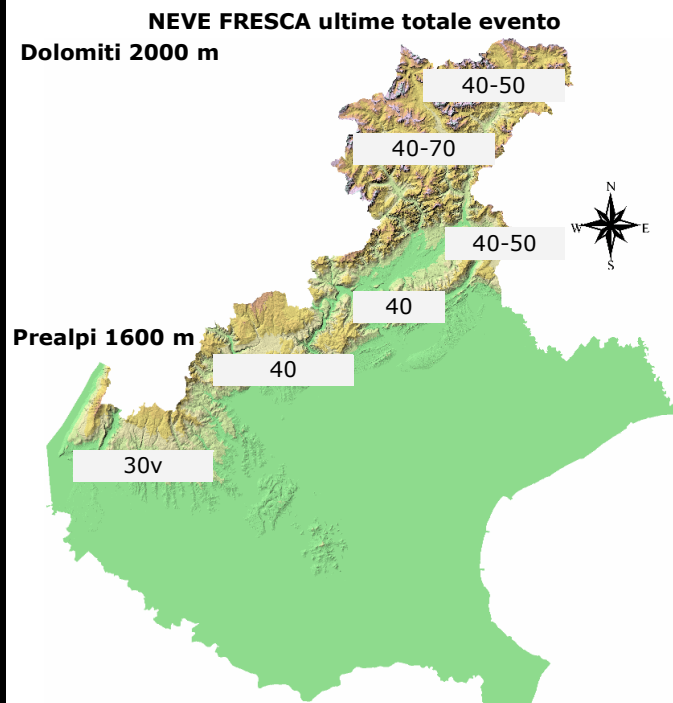 NEVE FRESCA ultime totale evento
Dolomiti 2000 m
40-50
40-70
N
W E
S
40-50
40
Prealpi 1600 m
40
30v